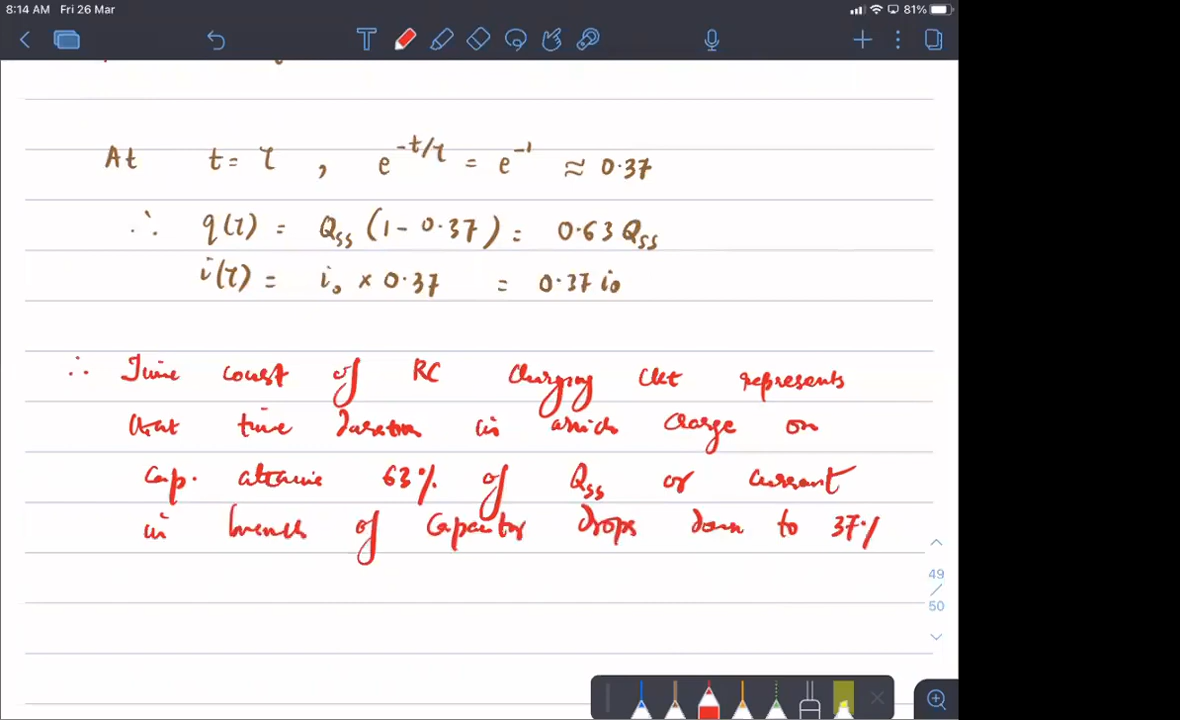 8:14 AM Fri 26 Mar 81%
At t = τ , e^{-t/τ} = e^{-1} ≈ 0.37
∴ q(τ) = Qss (1 - 0.37) = 0.63 Qss
i(τ) = i₀ × 0.37 = 0.37 i₀
∴ Time const of RC charging ckt represents
that time duration in which charge on
cap. attains 63% of Qss or current
in branch of capacitor drops down to 37%
49
/
50